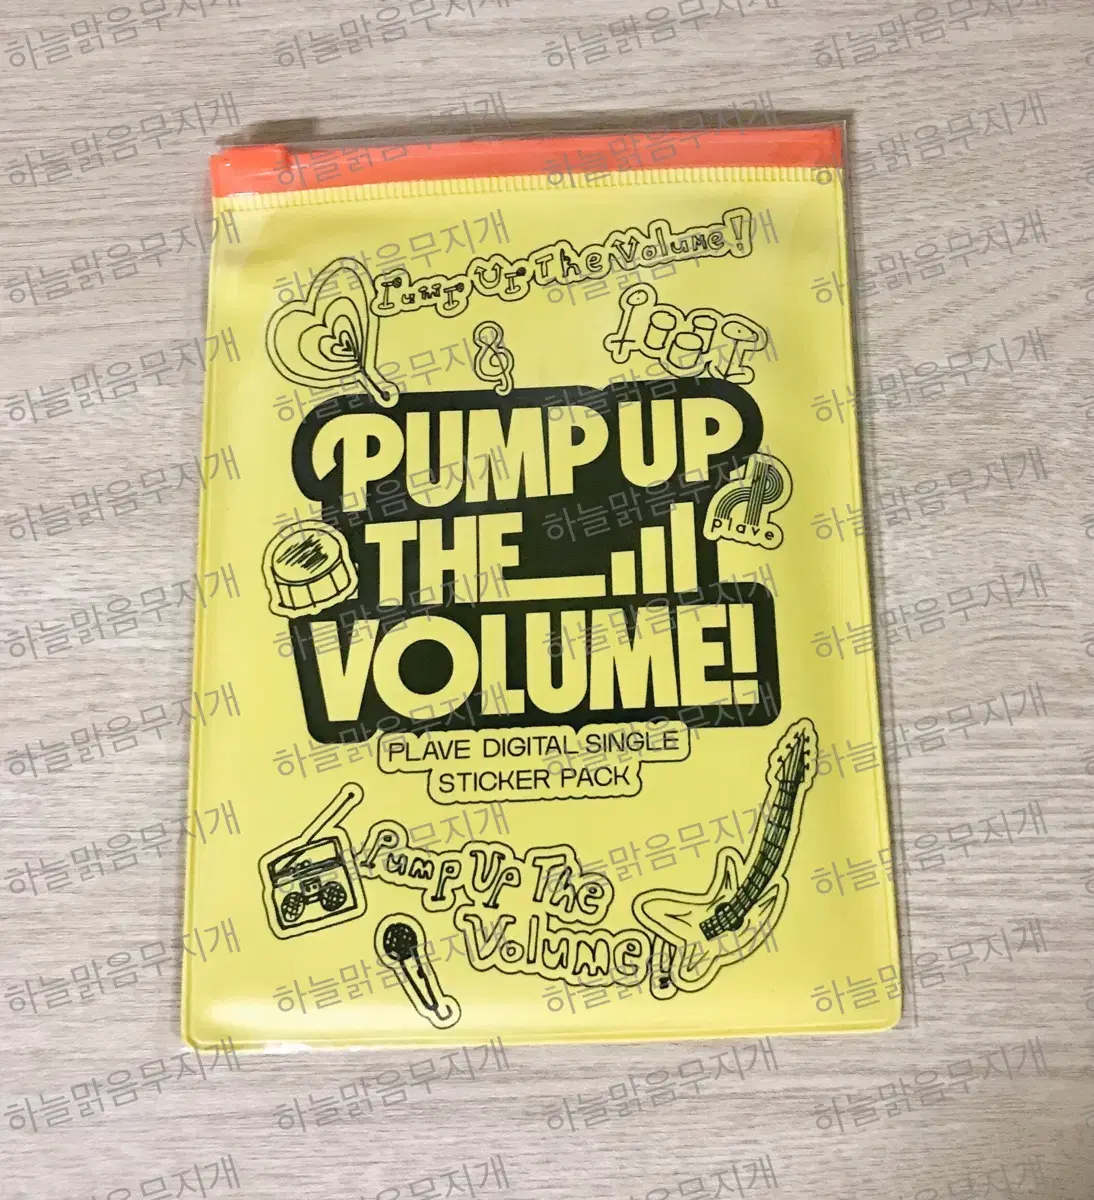 Pump Up The Volume!
PUMP UP
THE
VOLUME!
plave
PLAVE DIGITAL SINGLE
STICKER PACK
Pump Up The
Volume!!
하늘맑음무지개